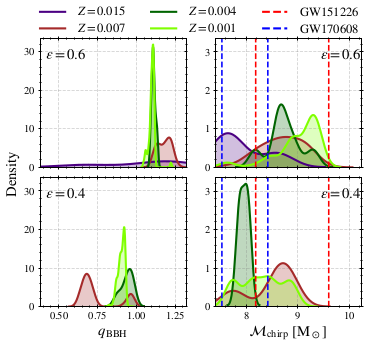 Z = 0.015 Z = 0.004 GW151226
Z = 0.007 Z = 0.001 GW170608
30 20 10 0
ε = 0.6
3 2 1 0
ε = 0.6
Density
30 20 10 0
ε = 0.4
3 2 1 0
ε = 0.4
0.50 0.75 1.00 1.25
8 9 10
q_BBH
ℳ_chirp [M_⊙]